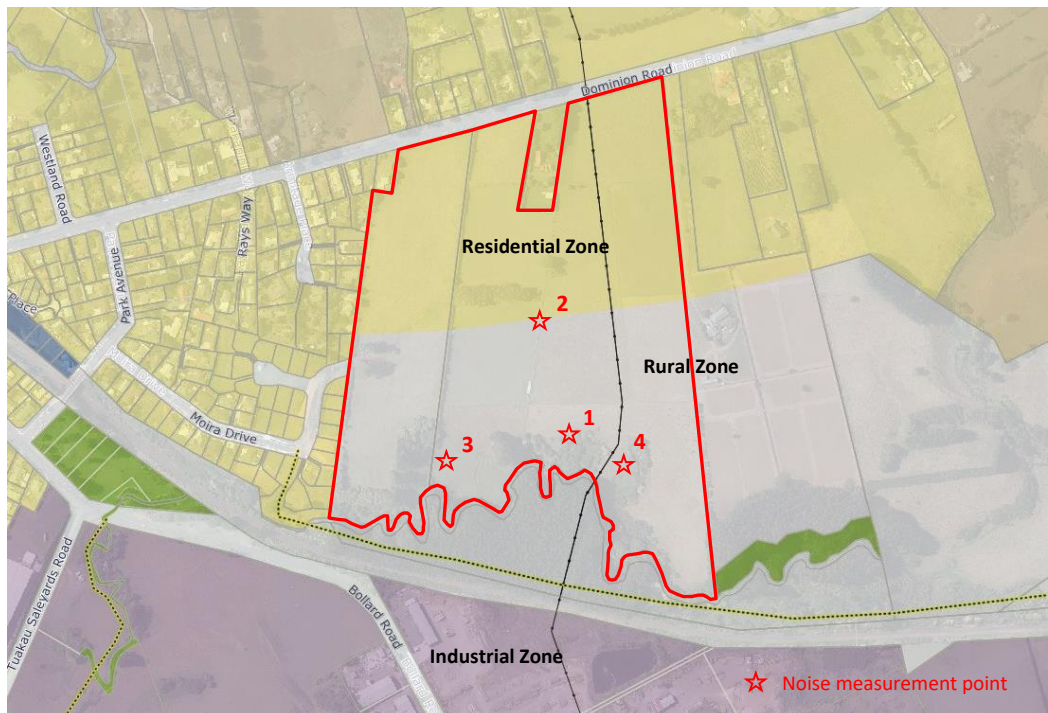 Dominion Road
Westland Road
Rays Way
Park Avenue
Place
Residential Zone
2
Rural Zone
Moira Drive
1
3
4
Tuakau Saleyards Road
Bollard Road
Industrial Zone
Noise measurement point